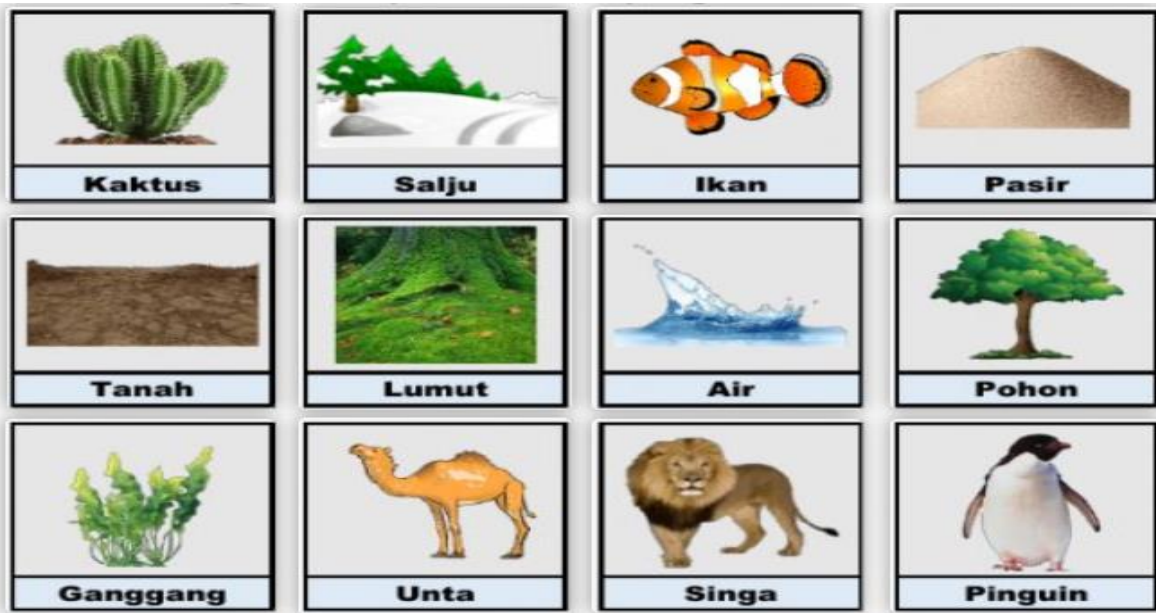 Kaktus
Salju
Ikan
Pasir
Tanah
Lumut
Air
Pohon
Ganggang
Unta
Singa
Pinguin